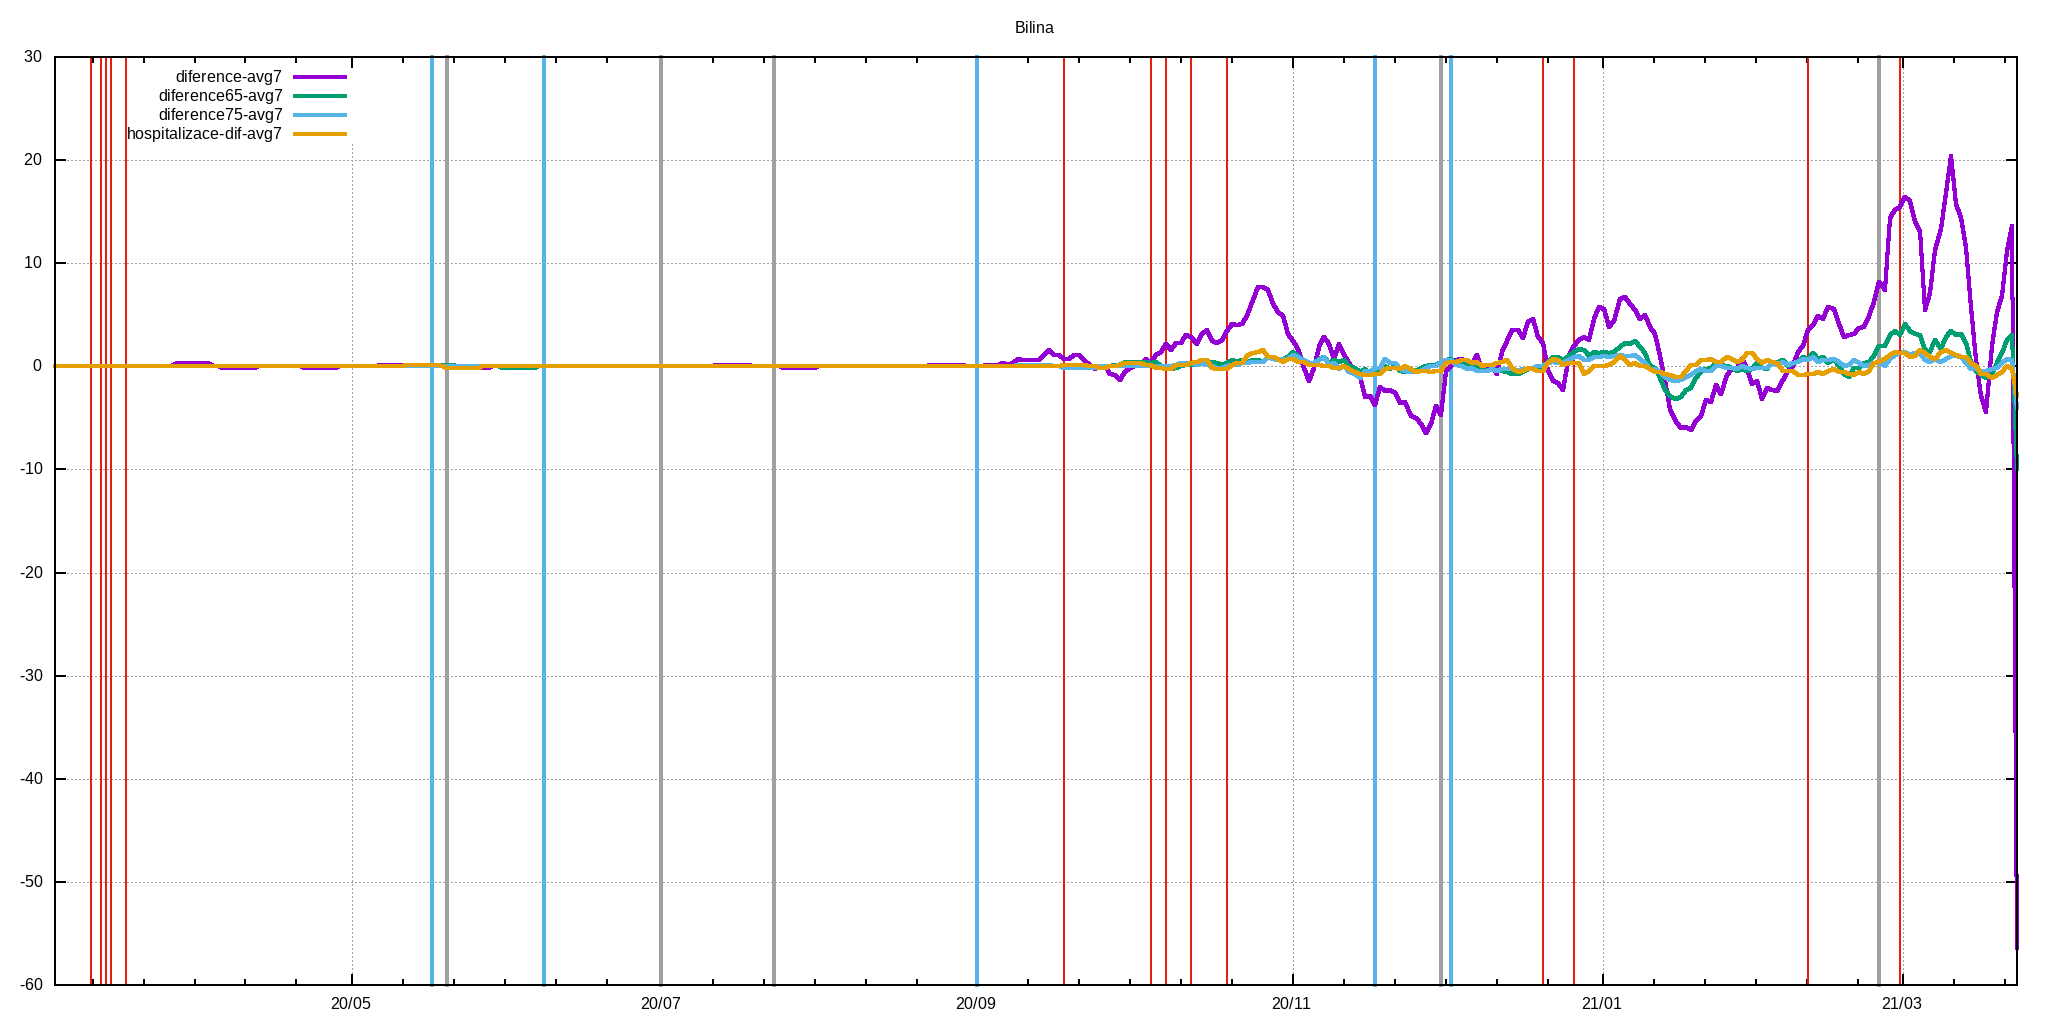 Bilina
30
diference-avg7
diference65-avg7
diference75-avg7
hospitalizace-dif-avg7
20
10
0
-10
-20
-30
-40
-50
-60
20/05 20/07 20/09 20/11 21/01 21/03